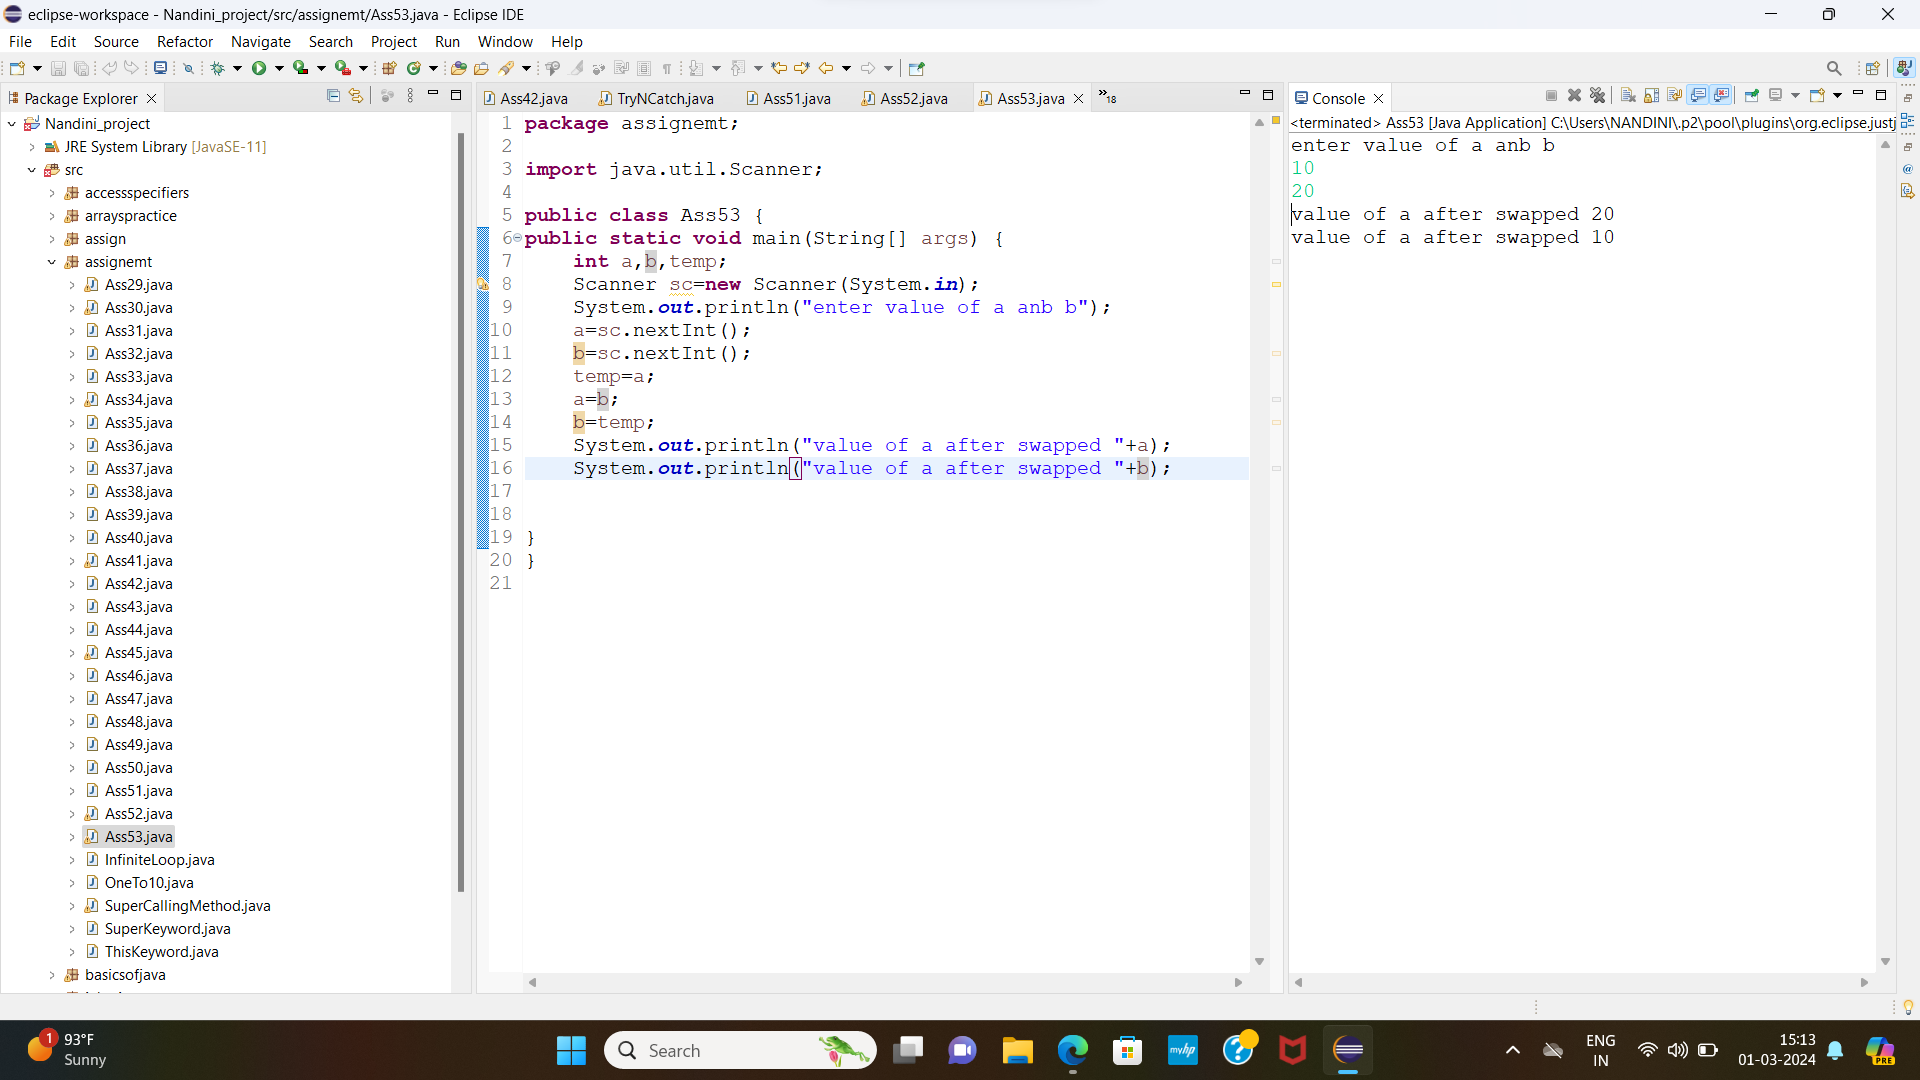 eclipse-workspace - Nandini_project/src/assignemt/Ass53.java - Eclipse IDE
File Edit Source Refactor Navigate Search Project Run Window Help
Package Explorer
Nandini_project
JRE System Library [JavaSE-11]
src
accessspecifiers
arrayspractice
assign
assignemt
Ass29.java
Ass30.java
Ass31.java
Ass32.java
Ass33.java
Ass34.java
Ass35.java
Ass36.java
Ass37.java
Ass38.java
Ass39.java
Ass40.java
Ass41.java
Ass42.java
Ass43.java
Ass44.java
Ass45.java
Ass46.java
Ass47.java
Ass48.java
Ass49.java
Ass50.java
Ass51.java
Ass52.java
Ass53.java
InfiniteLoop.java
OneTo10.java
SuperCallingMethod.java
SuperKeyword.java
ThisKeyword.java
basicsofjava
Ass42.java TryNCatch.java Ass51.java Ass52.java Ass53.java »18
1 package assignemt;
2
3 import java.util.Scanner;
4
5 public class Ass53 {
6 public static void main(String[] args) {
7 int a,b,temp;
8 Scanner sc=new Scanner(System.in);
9 System.out.println("enter value of a anb b");
10 a=sc.nextInt();
11 b=sc.nextInt();
12 temp=a;
13 a=b;
14 b=temp;
15 System.out.println("value of a after swapped "+a);
16 System.out.println("value of a after swapped "+b);
17
18
19 }
20 }
21
Console
<terminated> Ass53 [Java Application] C:\Users\NANDINI\.p2\pool\plugins\org.eclipse.justj
enter value of a anb b
10
20
value of a after swapped 20
value of a after swapped 10
1
93°F
Sunny
Search
myhp
ENG
IN
15:13
01-03-2024
PRE